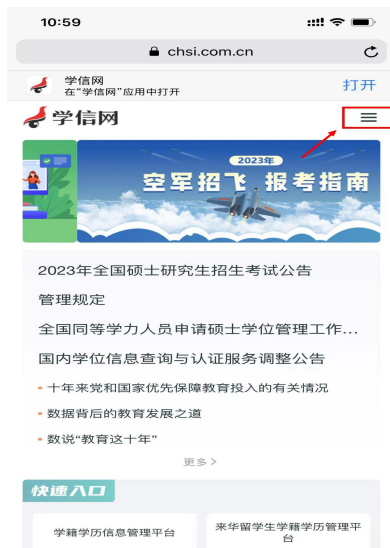 10:59
chsi.com.cn
学信网
在“学信网”应用中打开
打开
学信网
2023年
空军招飞 报考指南
2023年全国硕士研究生招生考试公告
管理规定
全国同等学力人员申请硕士学位管理工作...
国内学位信息查询与认证服务调整公告
十年来党和国家优先保障教育投入的有关情况
数据背后的教育发展之道
数说“教育这十年”
更多 >
快速入口
学籍学历信息管理平台
来华留学生学籍学历管理平
台